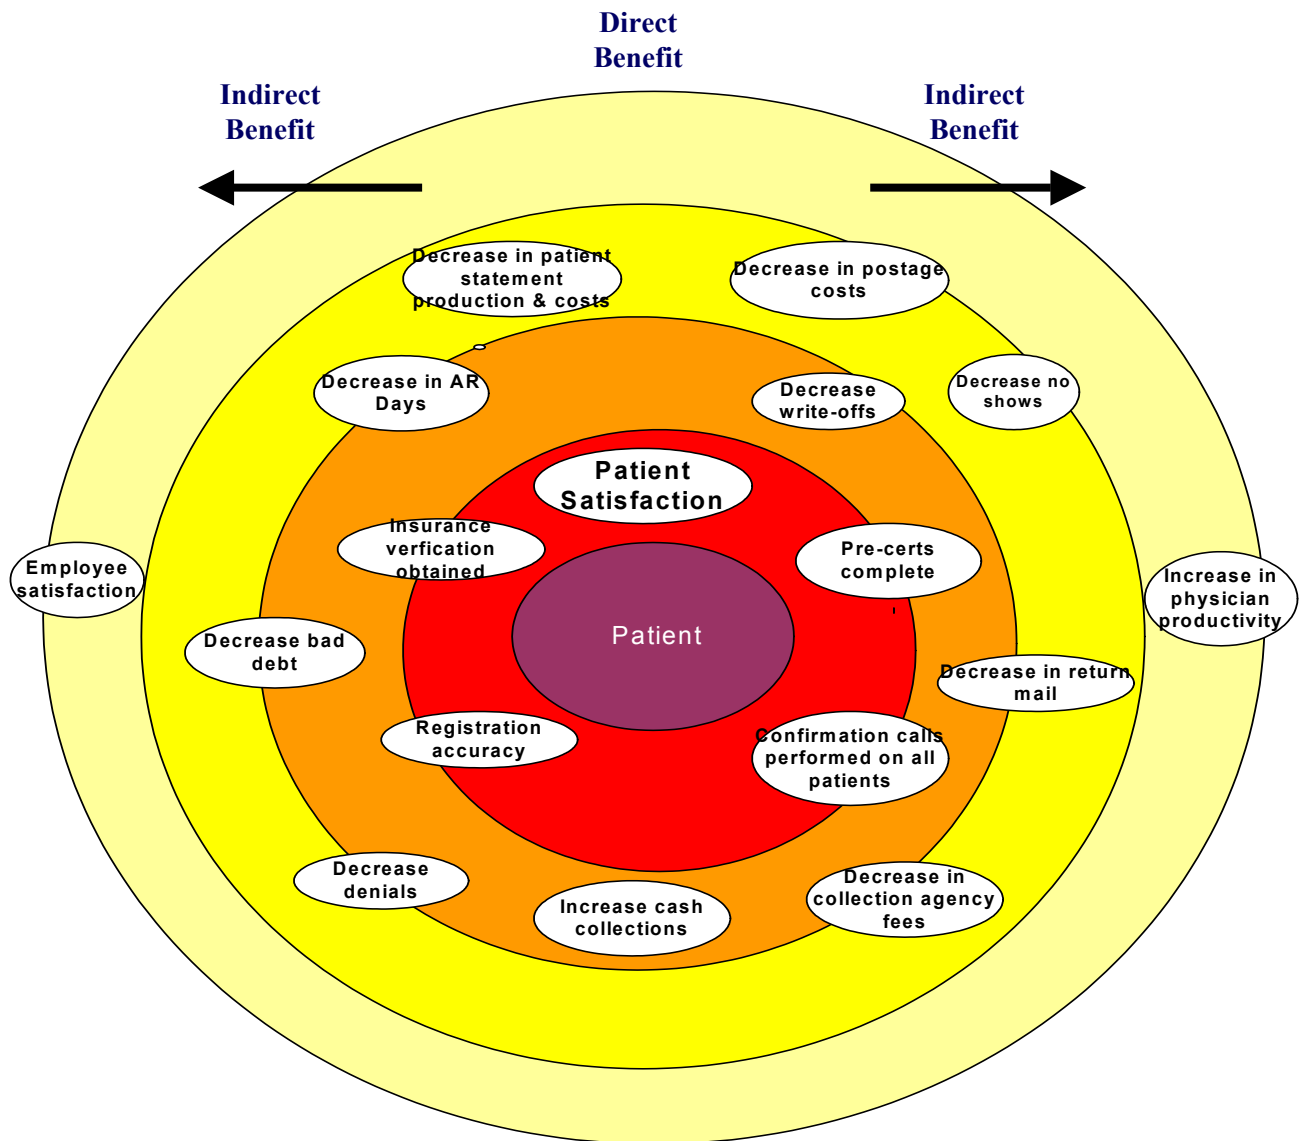 Direct
Benefit
Indirect
Benefit
Indirect
Benefit
Decrease in patient
statement
production & costs
Decrease in postage
costs
Decrease in AR
Days
Decrease
write-offs
Decrease no
shows
Patient
Satisfaction
Insurance
verfication
obtained
Pre-certs
complete
Employee
satisfaction
Increase in
physician
productivity
Patient
Decrease bad
debt
Decrease in return
mail
Registration
accuracy
Confirmation calls
performed on all
patients
Decrease
denials
Increase cash
collections
Decrease in
collection agency
fees